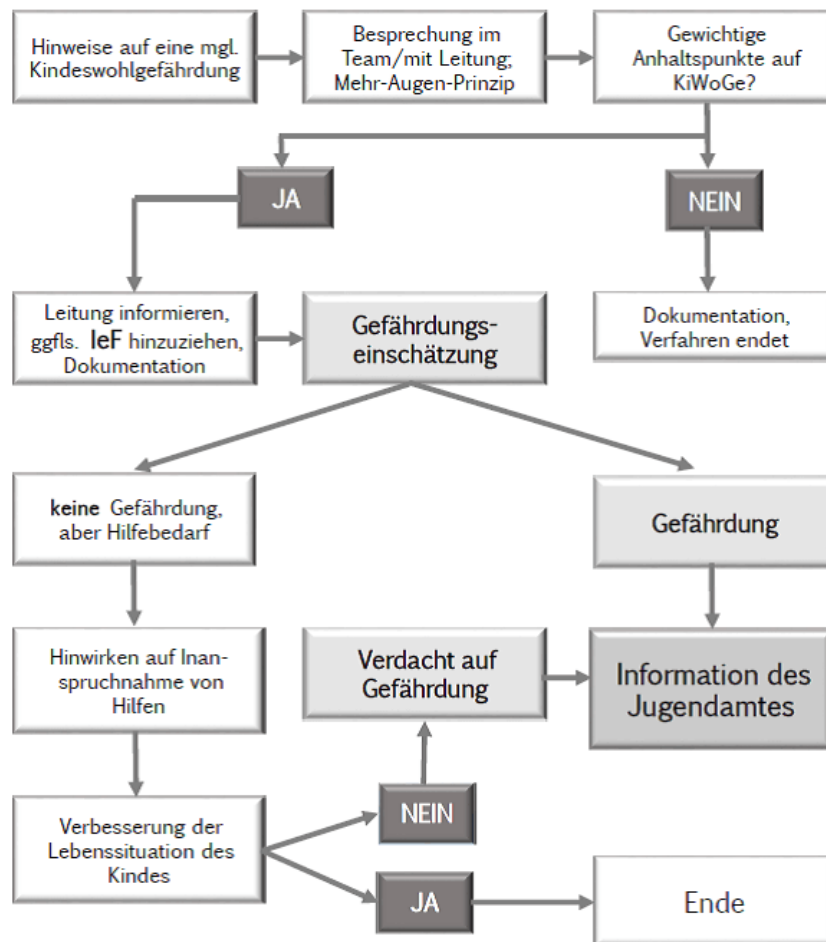 Hinweise auf eine mgl.
Kindeswohlgefährdung
Besprechung im
Team/mit Leitung;
Mehr-Augen-Prinzip
Gewichtige
Anhaltspunkte auf
KiWoGe?
JA
NEIN
Leitung informieren,
ggfls. IeF hinzuziehen,
Dokumentation
Gefährdungs-
einschätzung
Dokumentation,
Verfahren endet
keine Gefährdung,
aber Hilfebedarf
Gefährdung
Hinwirken auf Inan-
spruchnahme von
Hilfen
Verdacht auf
Gefährdung
Information des
Jugendamtes
Verbesserung der
Lebenssituation des
Kindes
NEIN
JA
Ende